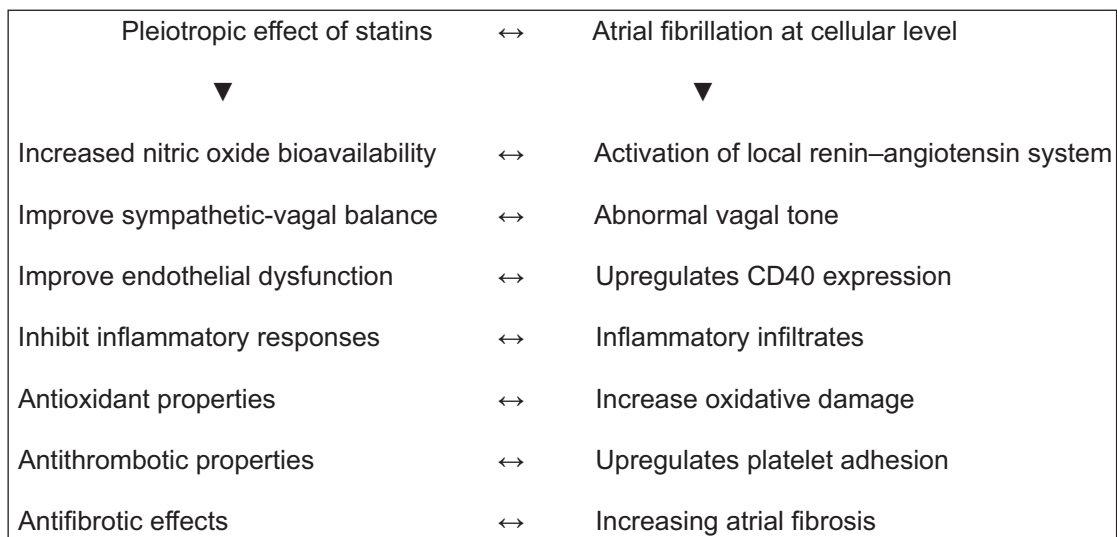 Pleiotropic effect of statins ↔ Atrial fibrillation at cellular level
▼ ▼
Increased nitric oxide bioavailability ↔ Activation of local renin–angiotensin system
Improve sympathetic-vagal balance ↔ Abnormal vagal tone
Improve endothelial dysfunction ↔ Upregulates CD40 expression
Inhibit inflammatory responses ↔ Inflammatory infiltrates
Antioxidant properties ↔ Increase oxidative damage
Antithrombotic properties ↔ Upregulates platelet adhesion
Antifibrotic effects ↔ Increasing atrial fibrosis